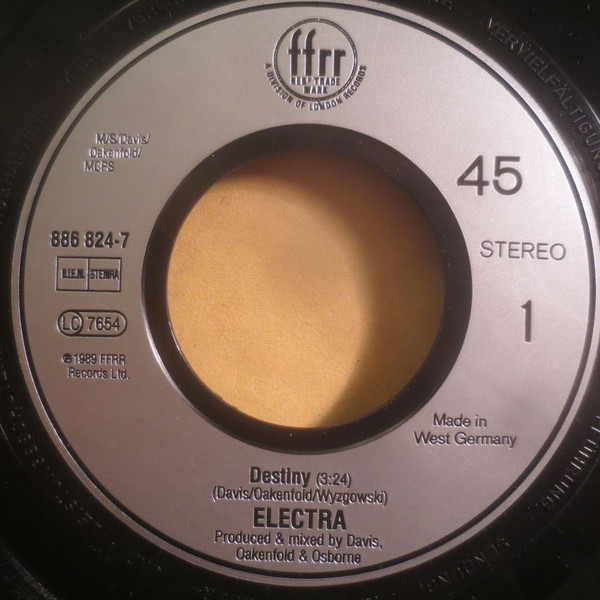 ffrr
REGD TRADE
MARK
A DIVISION OF LONDON RECORDS
M/S/Davis/
Oakenfold/
MCPS
45
886 824-7
STEREO
B.I.E.M. STEMRA
LC 7654
1
℗1989 FFRR
Records Ltd.
Made in
West Germany
Destiny (3:24)
(Davis/Oakenfold/Wyzgowski)
ELECTRA
Produced & mixed by Davis,
Oakenfold & Osborne
VERVIELFÄLTIGUNG